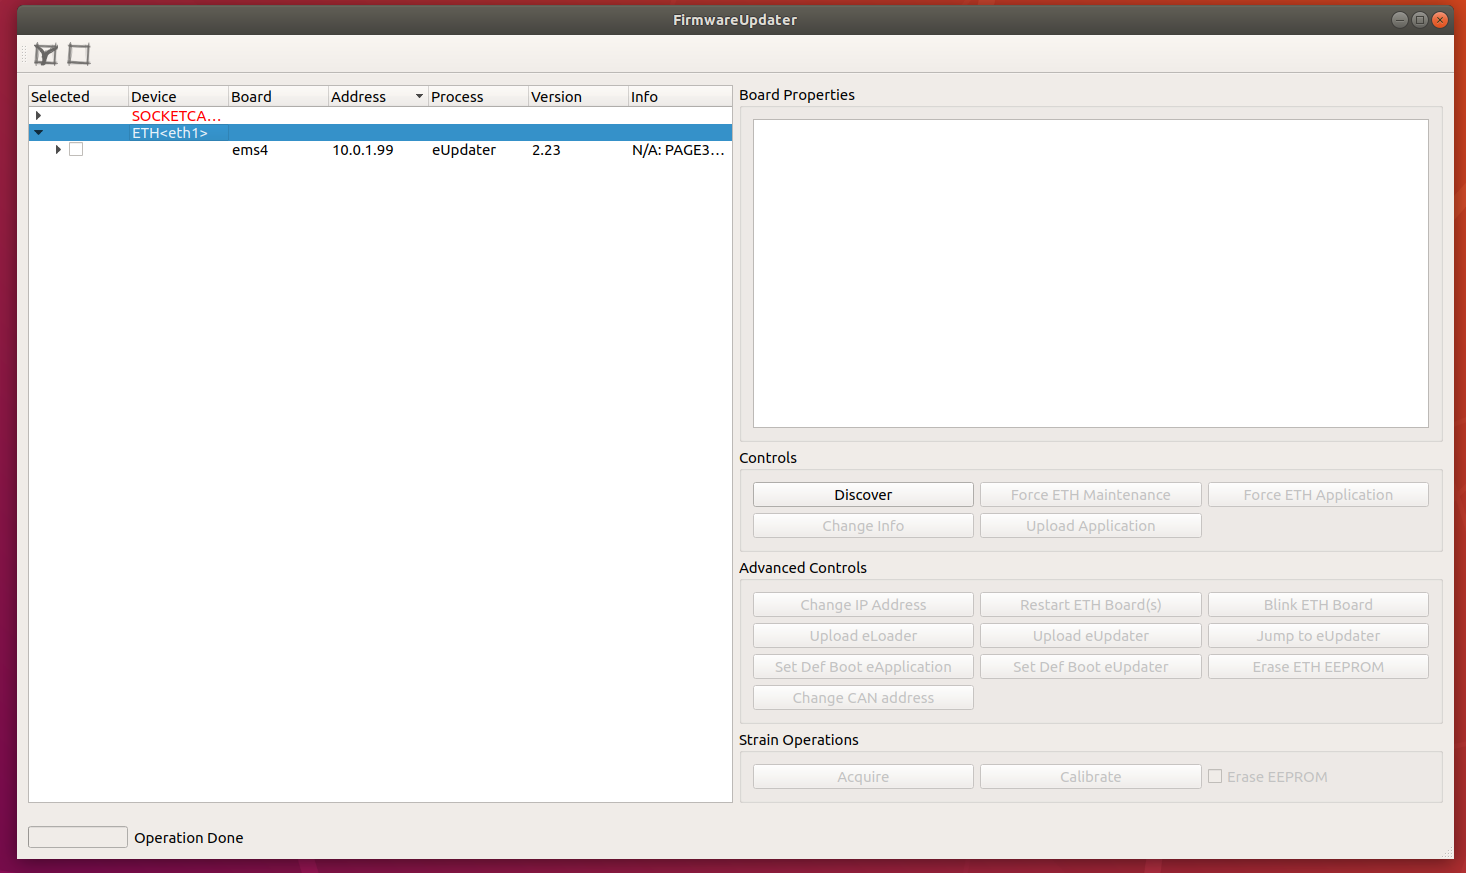 FirmwareUpdater
Selected Device Board Address Process Version Info
SOCKETCA...
ETH<eth1>
ems4 10.0.1.99 eUpdater 2.23 N/A: PAGE3...
Board Properties
Controls
Discover Force ETH Maintenance Force ETH Application
Change Info Upload Application
Advanced Controls
Change IP Address Restart ETH Board(s) Blink ETH Board
Upload eLoader Upload eUpdater Jump to eUpdater
Set Def Boot eApplication Set Def Boot eUpdater Erase ETH EEPROM
Change CAN address
Strain Operations
Acquire Calibrate Erase EEPROM
Operation Done